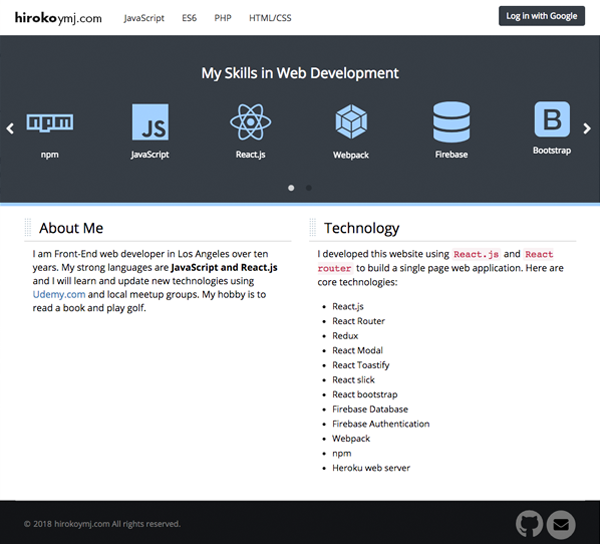 hirokoymj.com JavaScript ES6 PHP HTML/CSS Log in with Google
My Skills in Web Development
npm JS B
npm JavaScript React.js Webpack Firebase Bootstrap
About Me
I am Front-End web developer in Los Angeles over ten
years. My strong languages are JavaScript and React.js
and I will learn and update new technologies using
Udemy.com and local meetup groups. My hobby is to
read a book and play golf.
Technology
I developed this website using React.js and React
router to build a single page web application. Here are
core technologies:
React.js
React Router
Redux
React Modal
React Toastify
React slick
React bootstrap
Firebase Database
Firebase Authentication
Webpack
npm
Heroku web server
© 2018 hirokoymj.com All rights reserved.